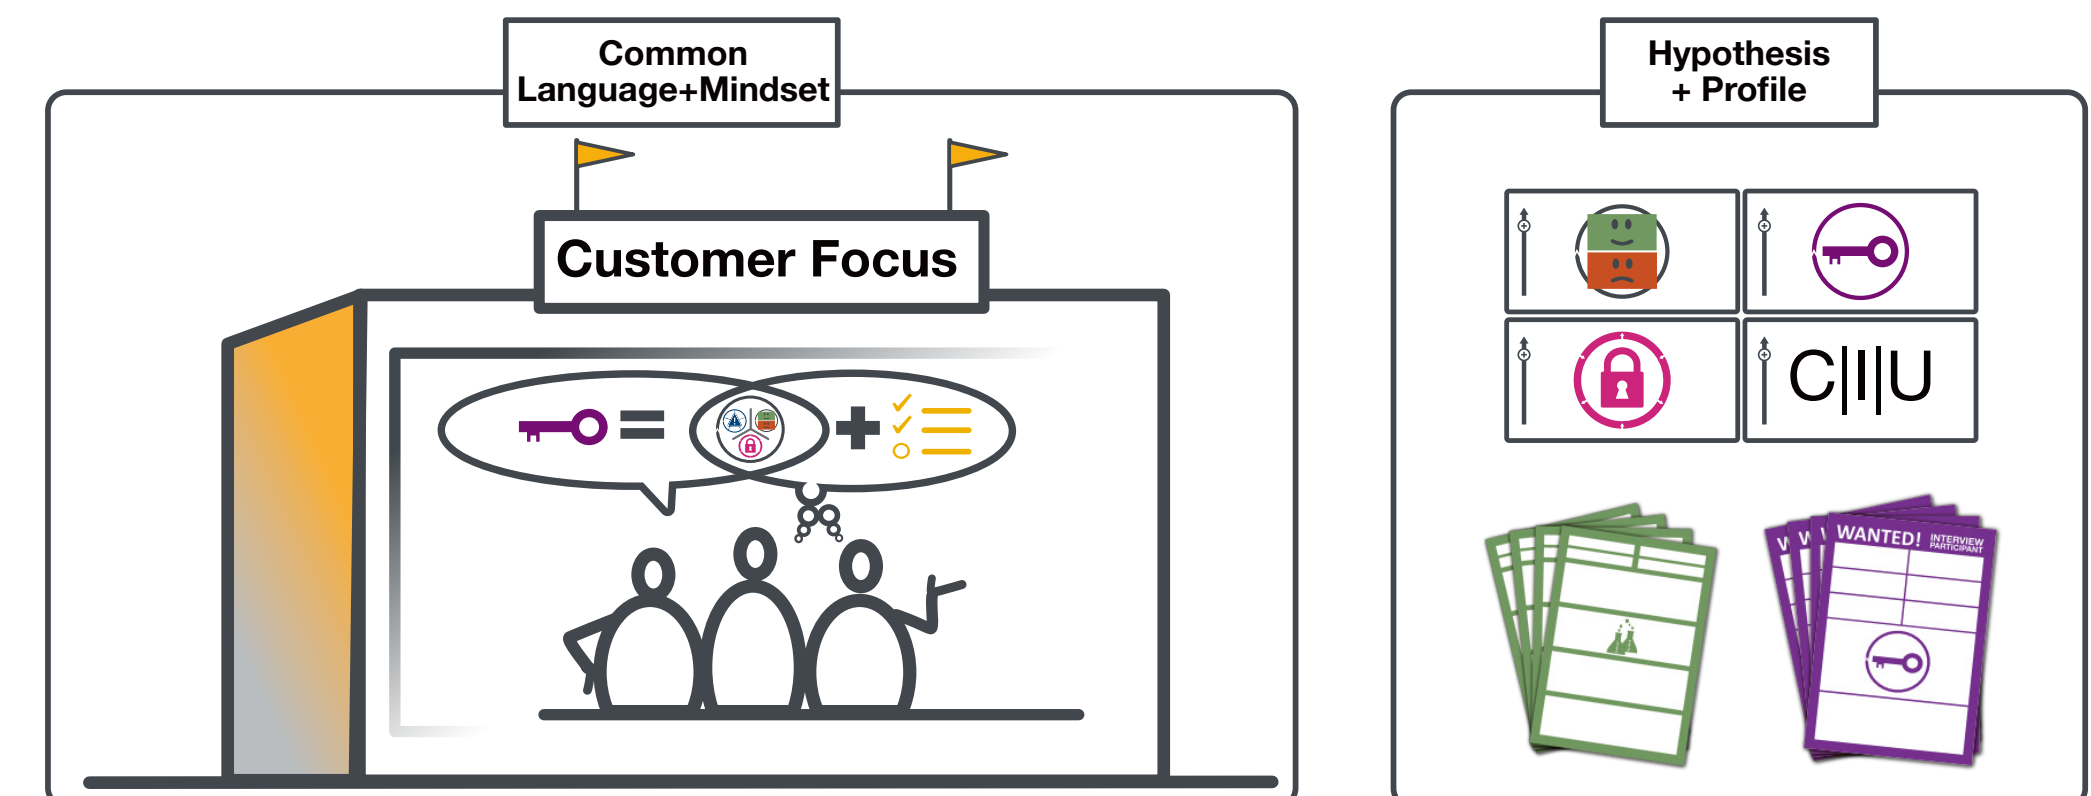 Common
Language+Mindset
Customer Focus
Hypothesis
+ Profile
C|I|U
WANTED! INTERVIEW
PARTICIPANT